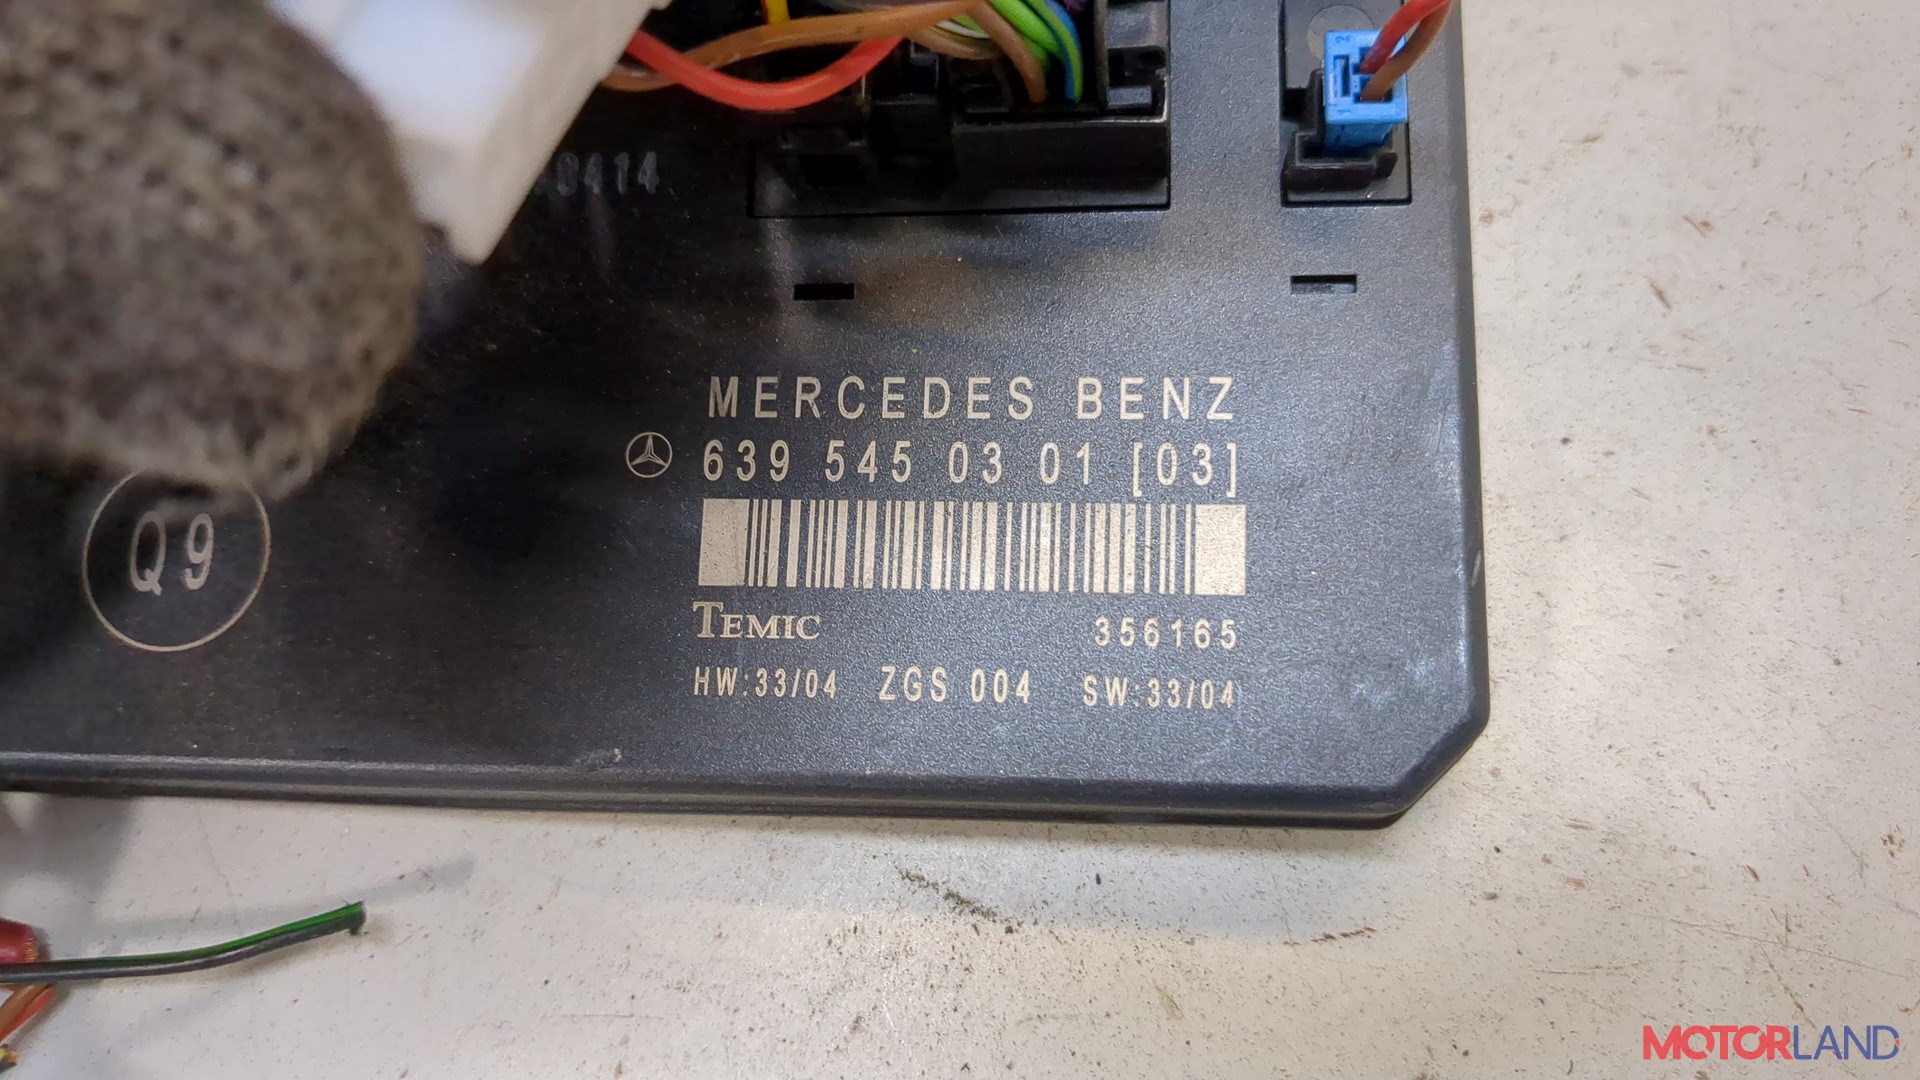 0414
MERCEDES BENZ
639 545 03 01 [03]
Q9
TEMIC 356165
HW:33/04 ZGS 004 SW:33/04
MOTORLAND